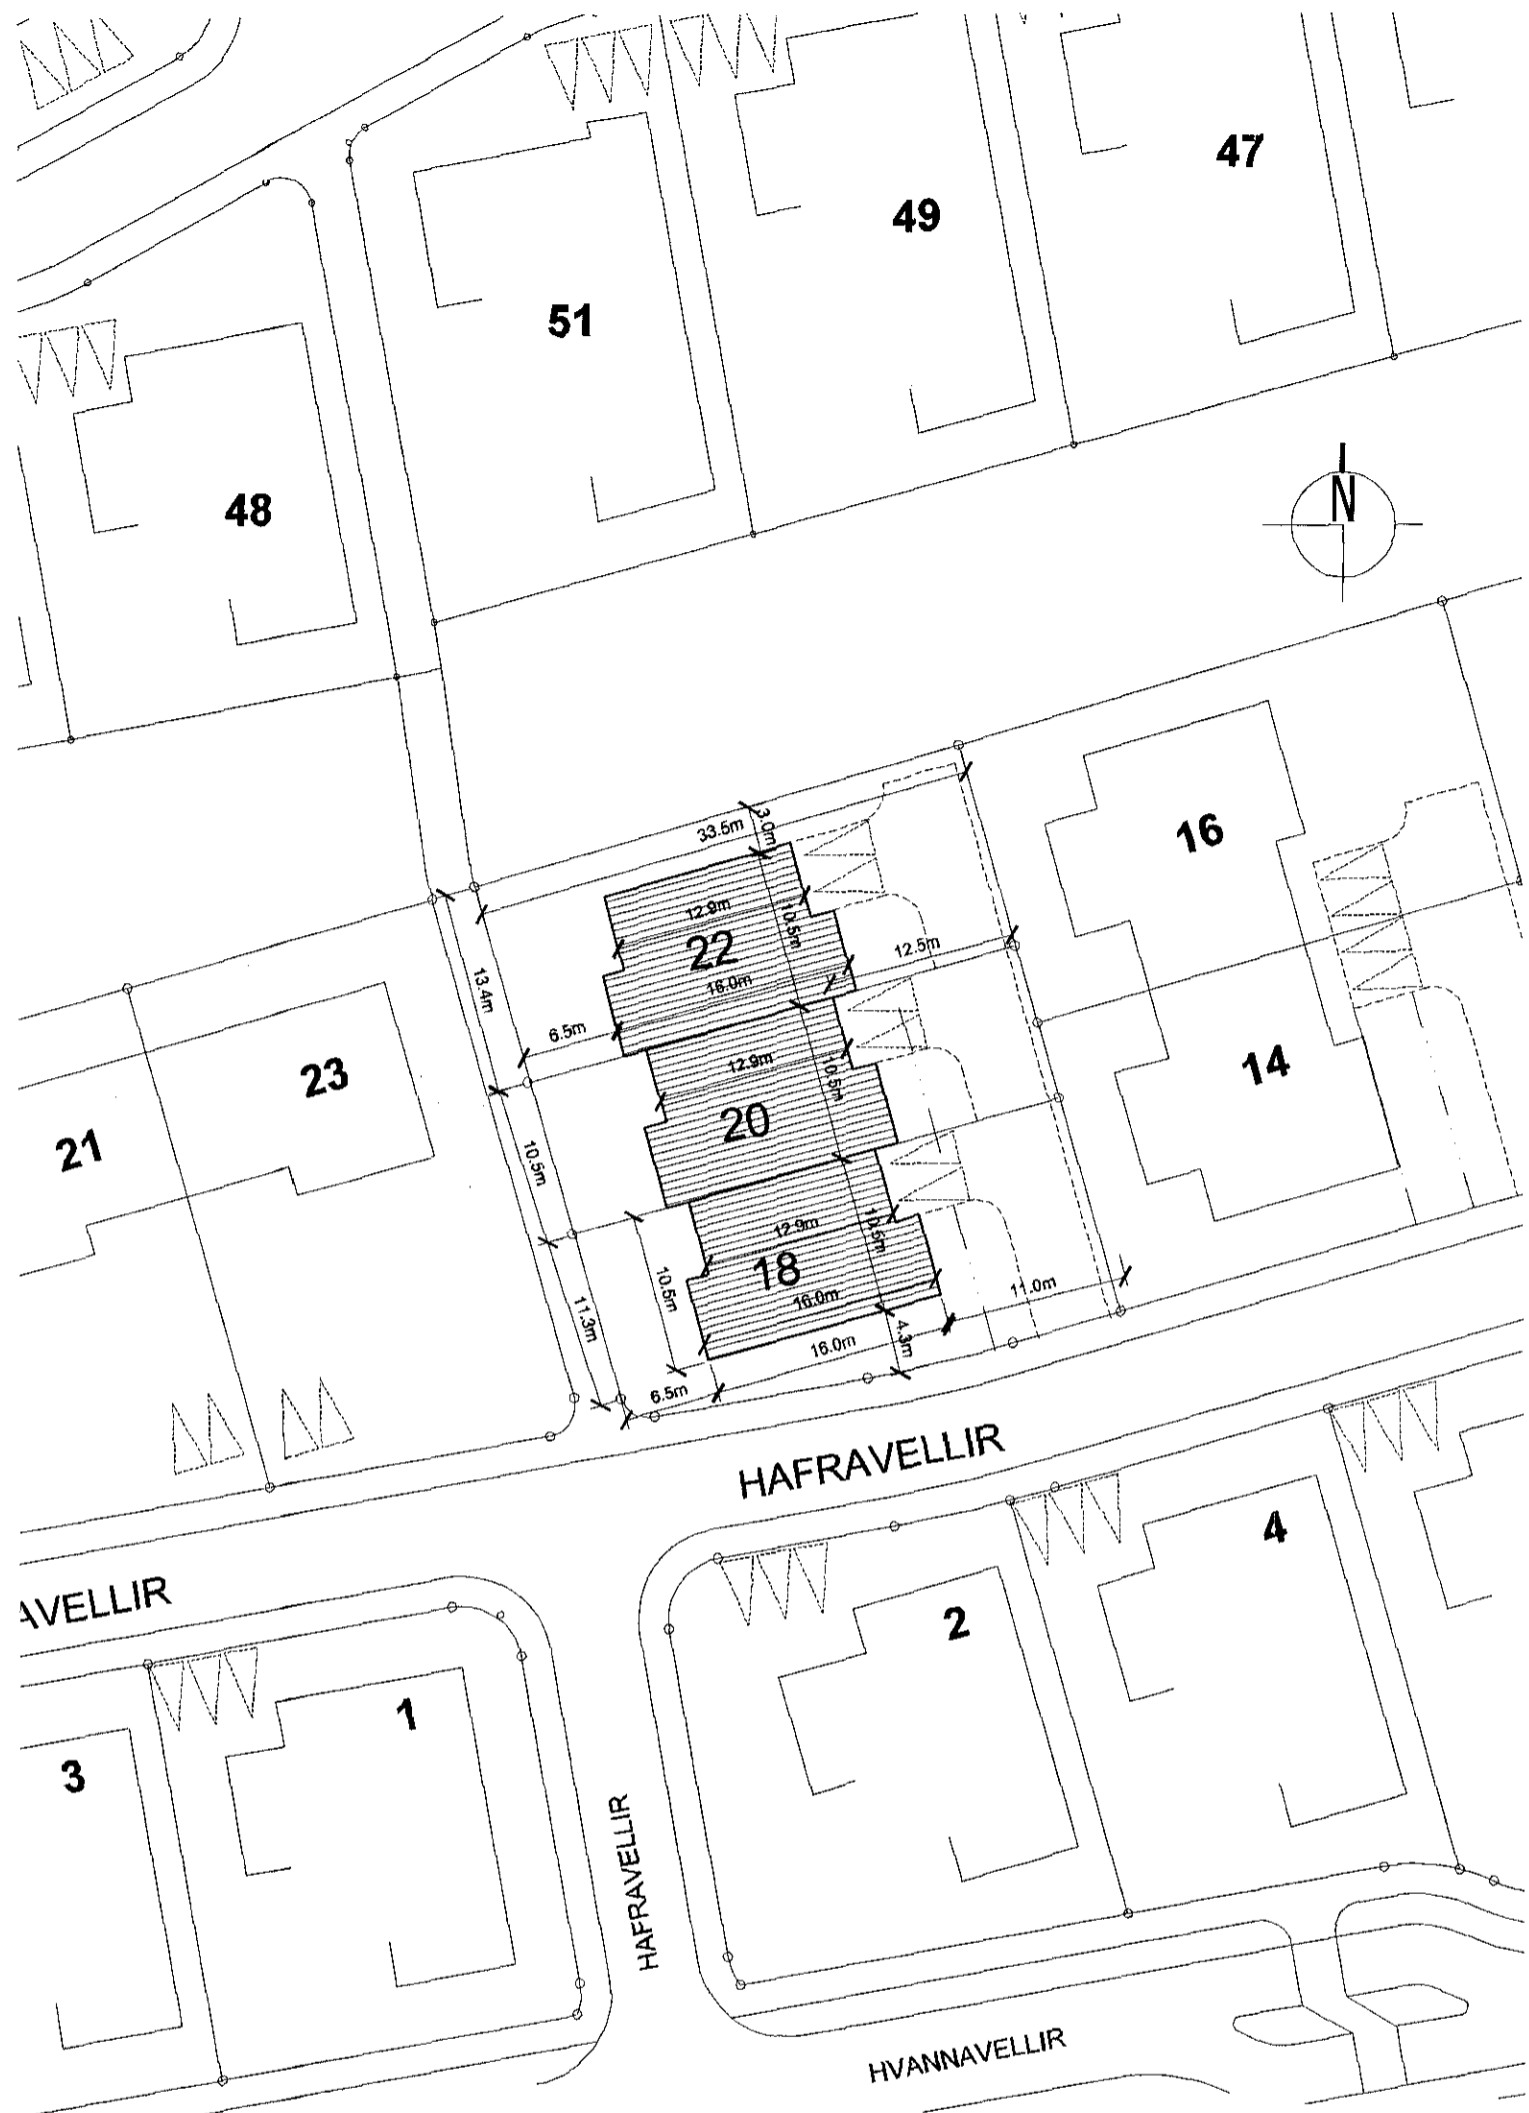 47
49
51
48
N
16
33.5m
3.0m
12.9m
10.5m
22
12.5m
16.0m
13.4m
6.5m
23
14
12.9m
10.5m
20
21
10.5m
12.9m
10.5m
18
10.5m
16.0m
11.0m
11.3m
4.3m
16.0m
6.5m
HAFRAVELLIR
4
AVELLIR
2
1
3
HAFRAVELLIR
HVANNAVELLIR